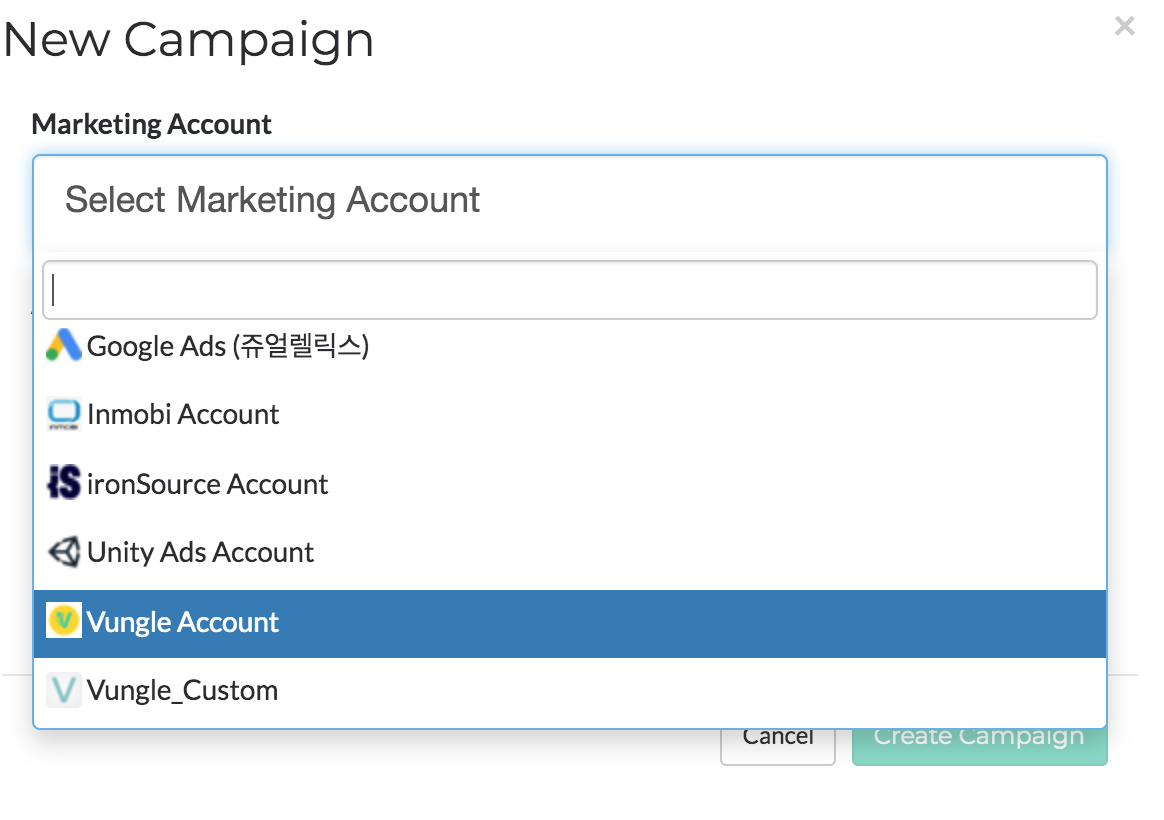 New Campaign
×
Marketing Account
Select Marketing Account
Google Ads (쥬얼렐릭스)
Inmobi Account
ironSource Account
Unity Ads Account
Vungle Account
Vungle_Custom
Cancel
Create Campaign